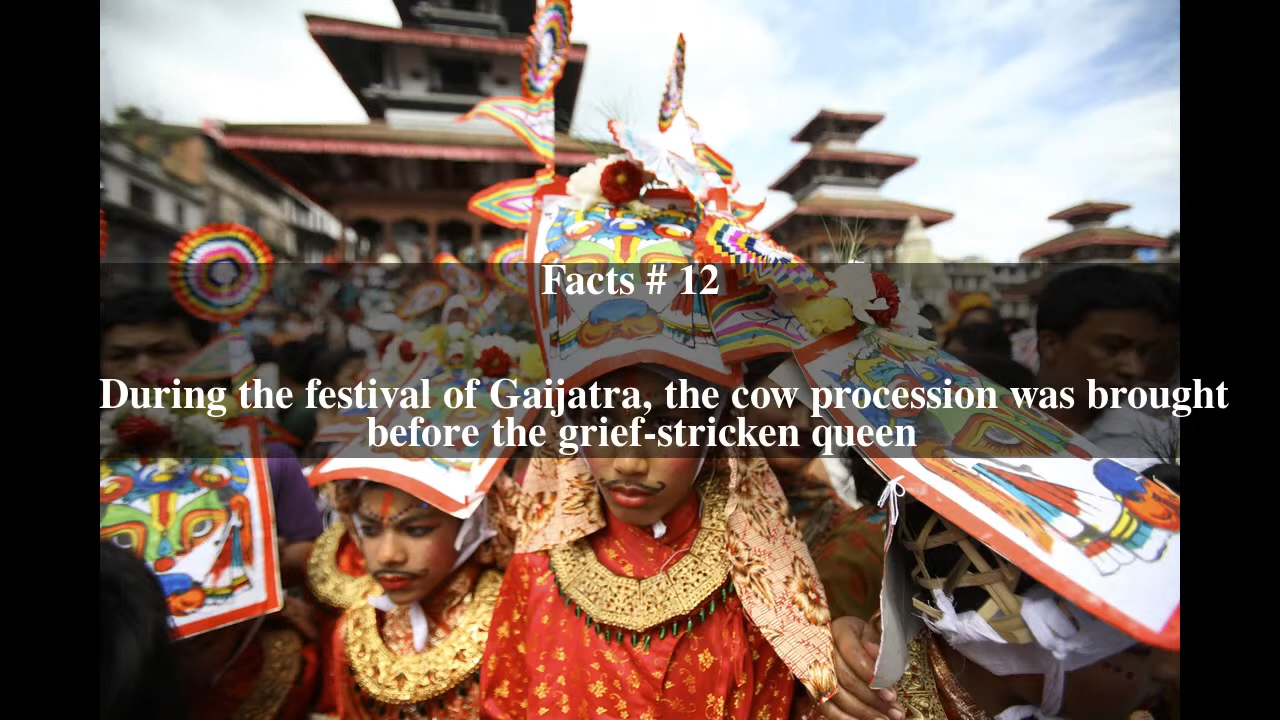 Facts # 12
During the festival of Gaijatra, the cow procession was brought
before the grief-stricken queen